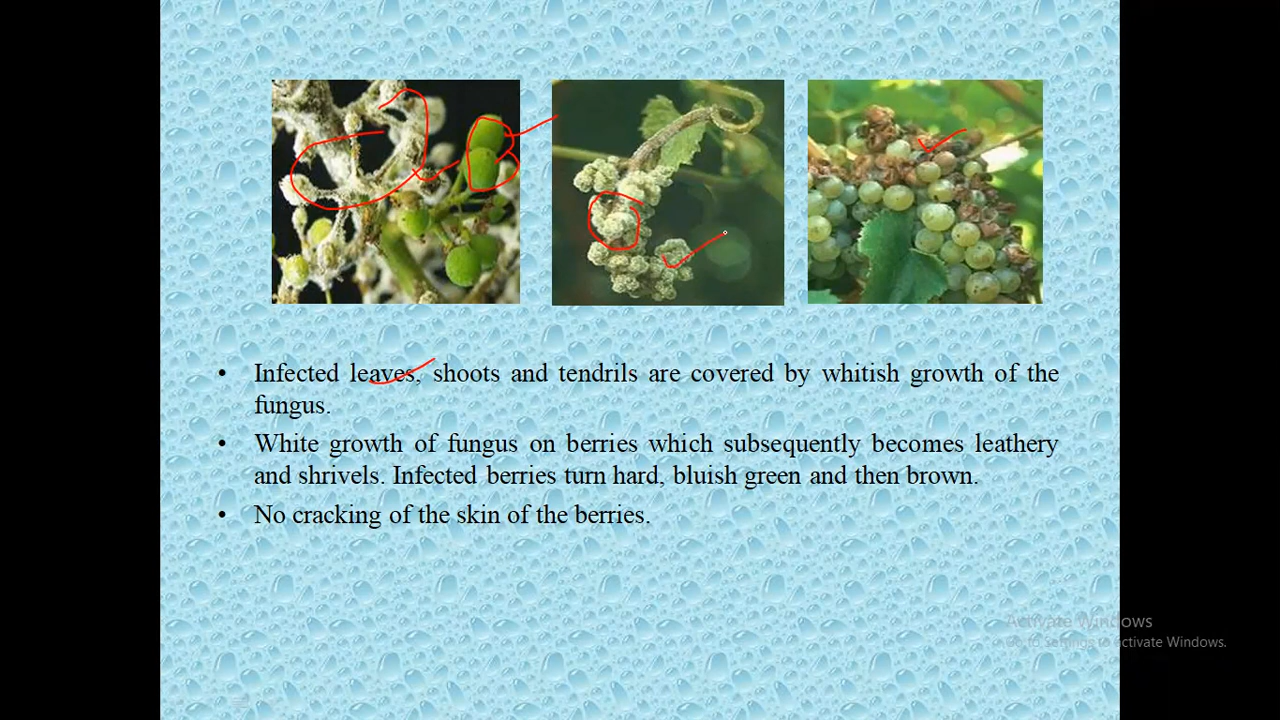 • Infected leaves, shoots and tendrils are covered by whitish growth of the
fungus.
• White growth of fungus on berries which subsequently becomes leathery
and shrivels. Infected berries turn hard, bluish green and then brown.
• No cracking of the skin of the berries.
Activate Windows
Go to Settings to activate Windows.